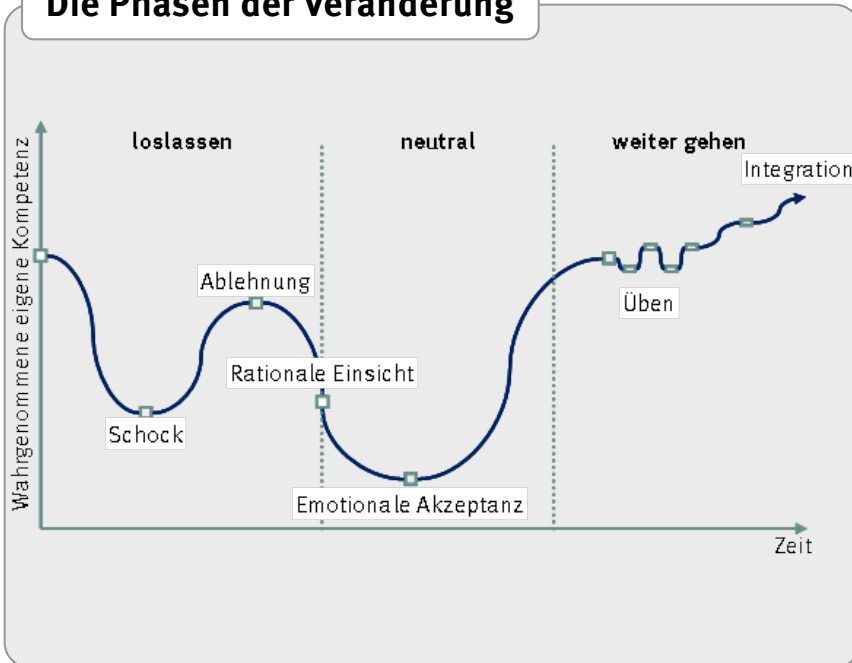 Die Phasen der Veränderung
loslassen
neutral
weiter gehen
Integration
Wahrgenommene eigene Kompetenz
Ablehnung
Üben
Rationale Einsicht
Schock
Emotionale Akzeptanz
Zeit